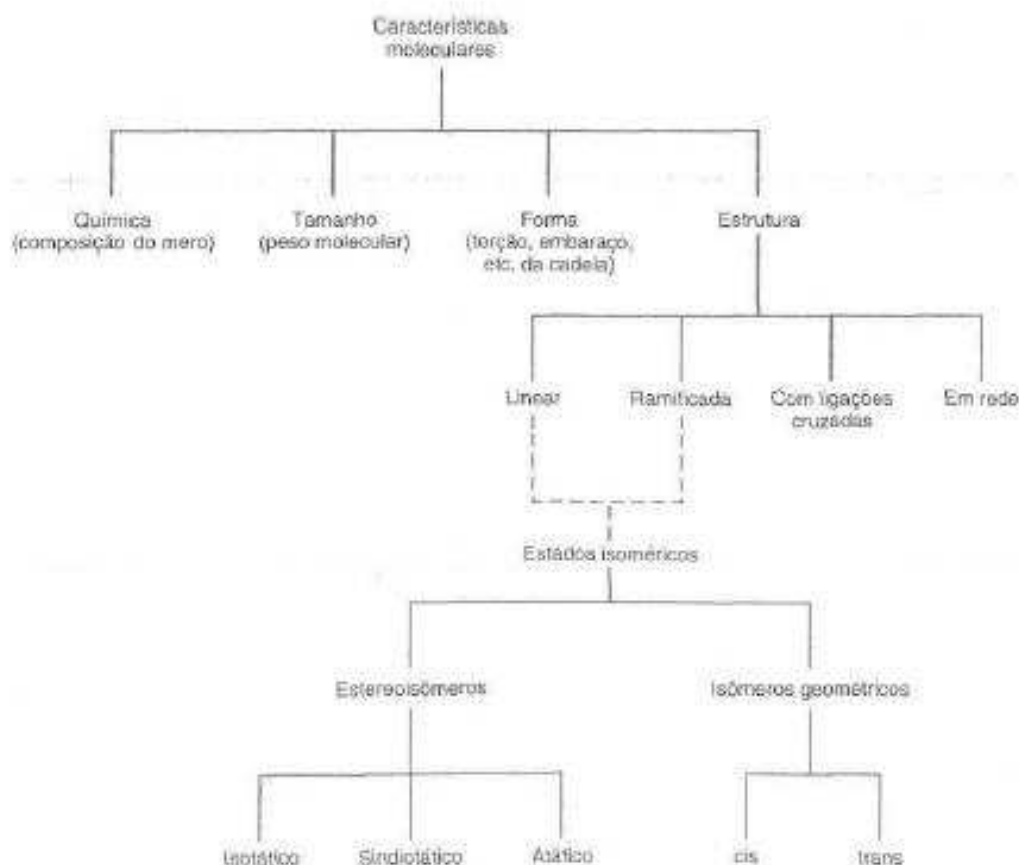 Características
moleculares
Química
(composição do mero)
Tamanho
(peso molecular)
Forma
(torção, embaraço,
etc. da cadeia)
Estrutura
Linear
Ramificada
Com ligações
cruzadas
Em rede
Estados isoméricos
Estereoisômeros
Isômeros geométricos
Isotático
Sindiotático
Atático
cis
trans